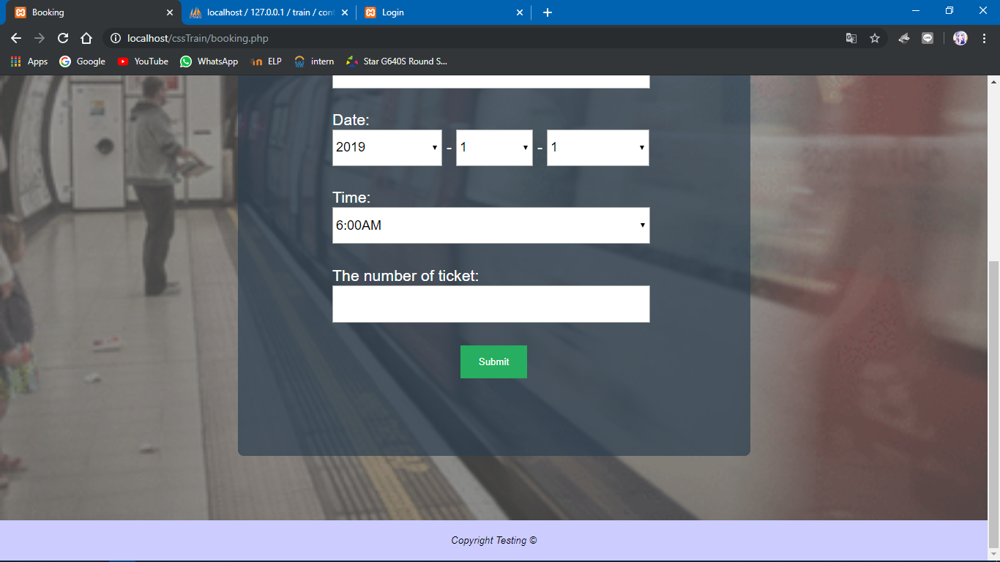 Booking
localhost / 127.0.0.1 / train / con
Login
localhost/cssTrain/booking.php
Apps
Google
YouTube
WhatsApp
ELP
intern
Star G640S Round S...
Date:
2019 - 1 - 1
Time:
6:00AM
The number of ticket:
Submit
Copyright Testing ©